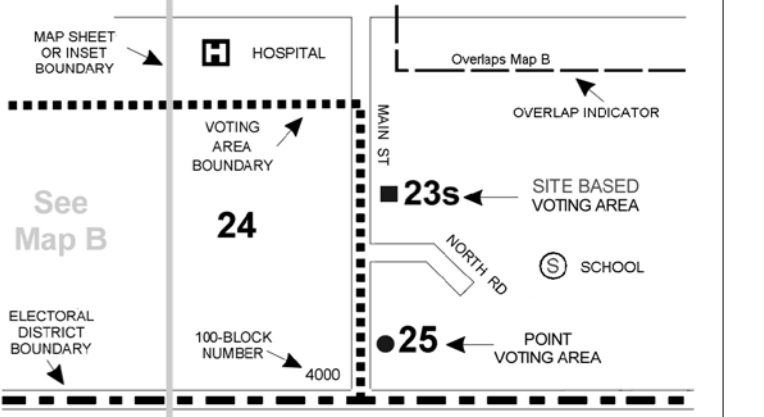 MAP SHEET
OR INSET
BOUNDARY
H
HOSPITAL
Overlaps Map B
OVERLAP INDICATOR
VOTING
AREA
BOUNDARY
MAIN ST
See
Map B
24
23s
SITE BASED
VOTING AREA
NORTH RD
S
SCHOOL
ELECTORAL
DISTRICT
BOUNDARY
100-BLOCK
NUMBER
4000
25
POINT
VOTING AREA